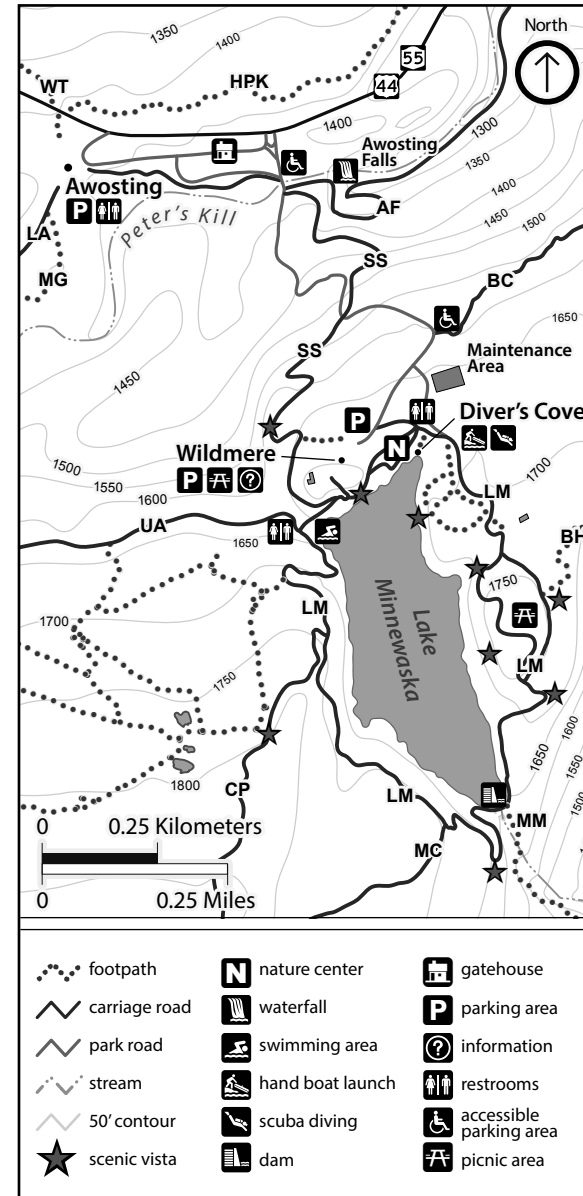 North
1350
1400
WT
HPK
55
44
1400
1300
Awosting
Falls
1350
1400
1450
1500
Awosting
P
Peter's Kill
AF
LA
MG
SS
BC
1650
SS
Maintenance
Area
1450
P
Diver's Cove
N
Wildmere
P
?
1500
1550
1600
1700
LM
UA
1650
BH
1750
LM
Lake
Minnewaska
1700
LM
1750
1600
1650
1550
1800
CP
LM
1500
MM
MC
0
0.25 Kilometers
0
0.25 Miles
footpath
N nature center
gatehouse
carriage road
waterfall
P parking area
park road
swimming area
? information
stream
hand boat launch
restrooms
50' contour
scuba diving
accessible
parking area
scenic vista
dam
picnic area